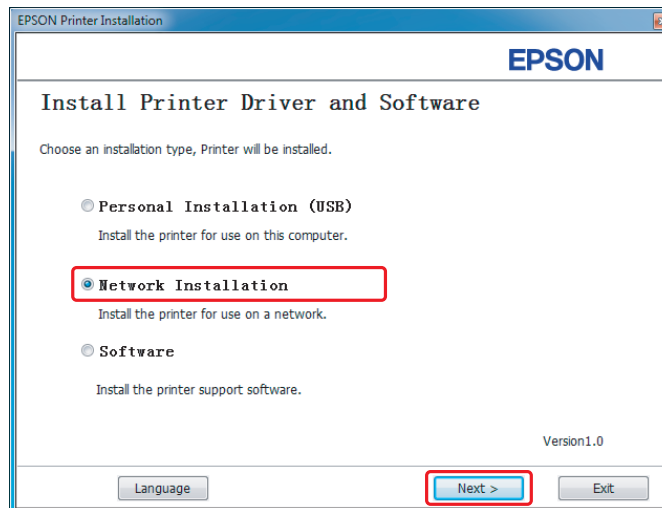 EPSON Printer Installation
EPSON
Install Printer Driver and Software
Choose an installation type, Printer will be installed.
Personal Installation (USB)
Install the printer for use on this computer.
Network Installation
Install the printer for use on a network.
Software
Install the printer support software.
Version1.0
Language Next > Exit